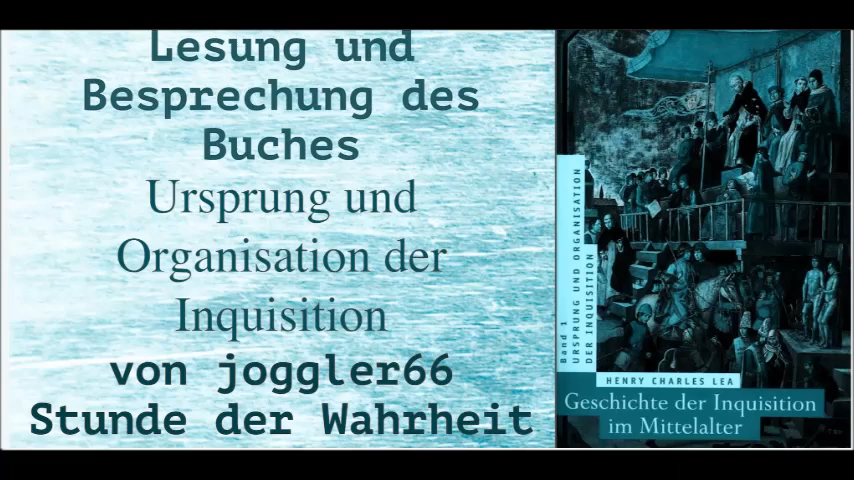 Lesung und
Besprechung des
Buches
Ursprung und
Organisation der
Inquisition
von joggler66
Stunde der Wahrheit
Band 1
URSPRUNG UND ORGANISATION
DER INQUISITION
HENRY CHARLES LEA
Geschichte der Inquisition
im Mittelalter